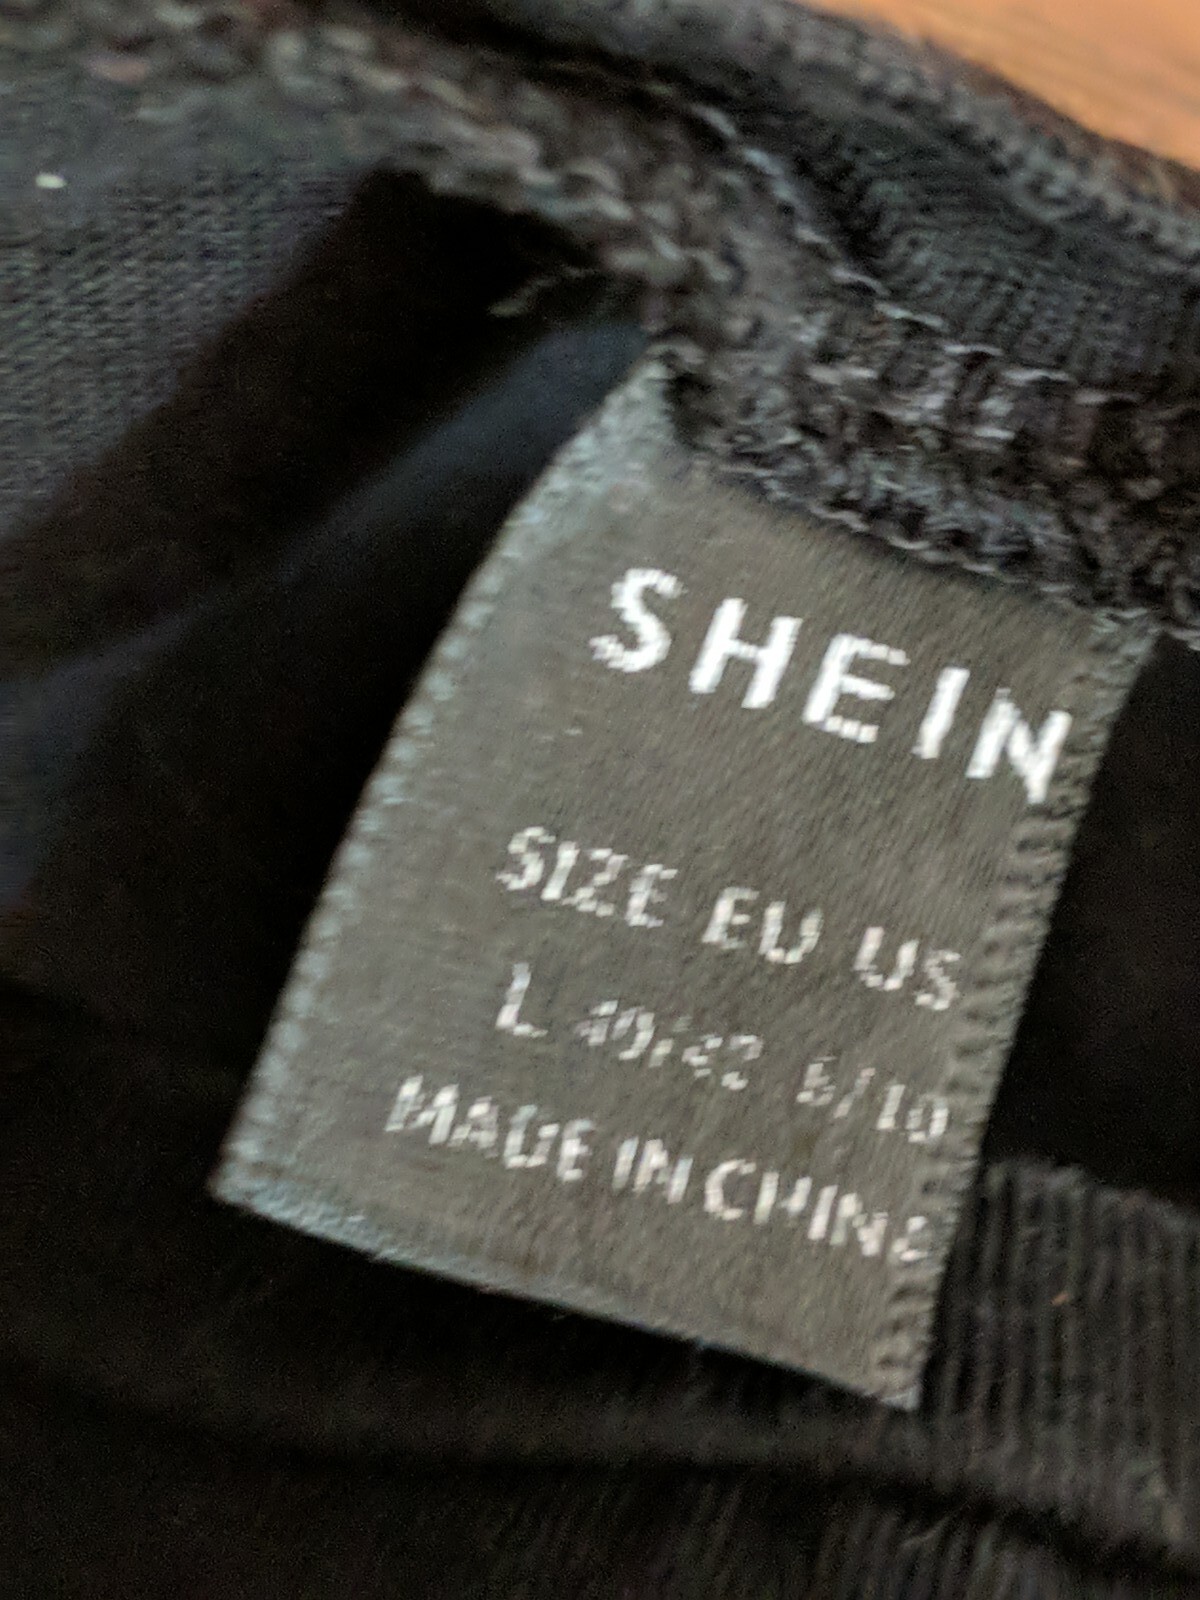 SHEIN
SIZE EU US
L 40/42 8/10
MADE IN CHINA